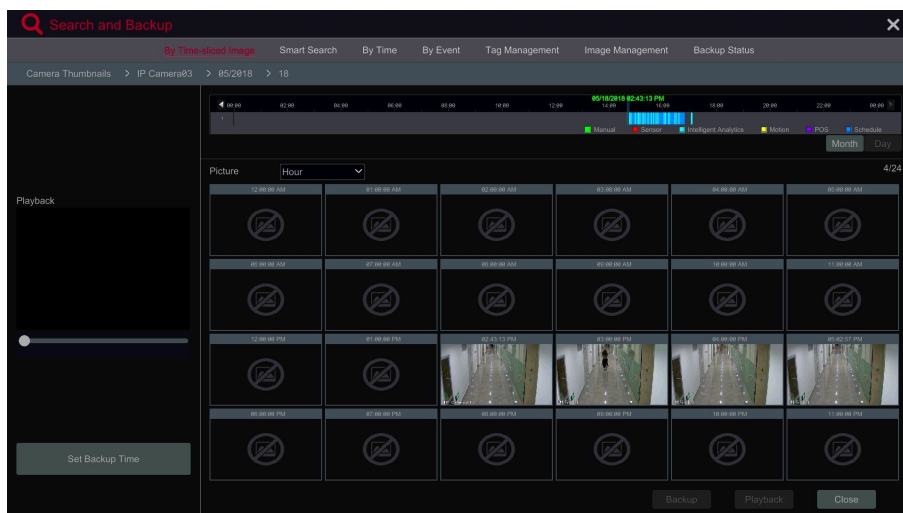 Search and Backup
By Time-sliced Image Smart Search By Time By Event Tag Management Image Management Backup Status
Camera Thumbnails > IP Camera03 > 05/2018 > 18
05/18/2018 02:43:13 PM
00:00 02:00 04:00 06:00 08:00 10:00 12:00 14:00 16:00 18:00 20:00 22:00 00:00
1
Manual Sensor Intelligent Analytics Motion POS Schedule
Month Day
Picture Hour 4/24
Playback
12:00:00 AM 01:00:00 AM 02:00:00 AM 03:00:00 AM 04:00:00 AM 05:00:00 AM
06:00:00 AM 07:00:00 AM 08:00:00 AM 09:00:00 AM 10:00:00 AM 11:00:00 AM
12:00:00 PM 01:00:00 PM 02:43:13 PM 03:00:00 PM 04:00:00 PM 05:02:57 PM
06:00:00 PM 07:00:00 PM 08:00:00 PM 09:00:00 PM 10:00:00 PM 11:00:00 PM
Set Backup Time
Backup Playback Close